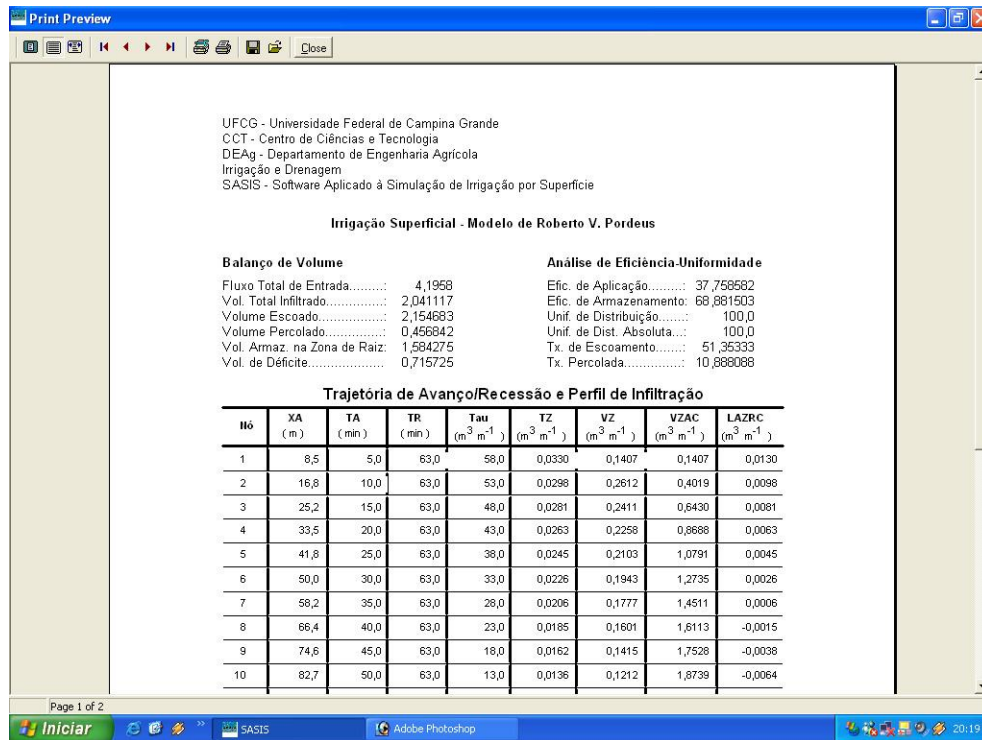 Print Preview
Close
UFCG - Universidade Federal de Campina Grande
CCT - Centro de Ciências e Tecnologia
DEAg - Departamento de Engenharia Agrícola
Irrigação e Drenagem
SASIS - Software Aplicado à Simulação de Irrigação por Superfície
Irrigação Superficial - Modelo de Roberto V. Pordeus
Balanço de Volume
Fluxo Total de Entrada.........: 4,1958
Vol. Total Infiltrado...............: 2,041117
Volume Escoado.................: 2,154683
Volume Percolado...............: 0,456842
Vol. Armaz. na Zona de Raiz: 1,584275
Vol. de Déficite.................... 0,715725
Análise de Eficiência-Uniformidade
Efic. de Aplicação.........: 37,758582
Efic. de Armazenamento: 68,881503
Unif. de Distribuição.......: 100,0
Unif. de Dist. Absoluta...: 100,0
Tx. de Escoamento.......: 51,35333
Tx. Percolada...............: 10,888088
Trajetória de Avanço/Recessão e Perfil de Infiltração
Nó XA (m) TA (min) TR (min) Tau (m3 m-1) TZ (m3 m-1) VZ (m3 m-1) VZAC (m3 m-1) LAZRC (m3 m-1)
1 8,5 5,0 63,0 58,0 0,0330 0,1407 0,1407 0,0130
2 16,8 10,0 63,0 53,0 0,0298 0,2612 0,4019 0,0098
3 25,2 15,0 63,0 48,0 0,0281 0,2411 0,6430 0,0081
4 33,5 20,0 63,0 43,0 0,0263 0,2258 0,8688 0,0063
5 41,8 25,0 63,0 38,0 0,0245 0,2103 1,0791 0,0045
6 50,0 30,0 63,0 33,0 0,0226 0,1943 1,2735 0,0026
7 58,2 35,0 63,0 28,0 0,0206 0,1777 1,4511 0,0006
8 66,4 40,0 63,0 23,0 0,0185 0,1601 1,6113 -0,0015
9 74,6 45,0 63,0 18,0 0,0162 0,1415 1,7528 -0,0038
10 82,7 50,0 63,0 13,0 0,0136 0,1212 1,8739 -0,0064
Page 1 of 2
Iniciar
SASIS
Adobe Photoshop
20:19